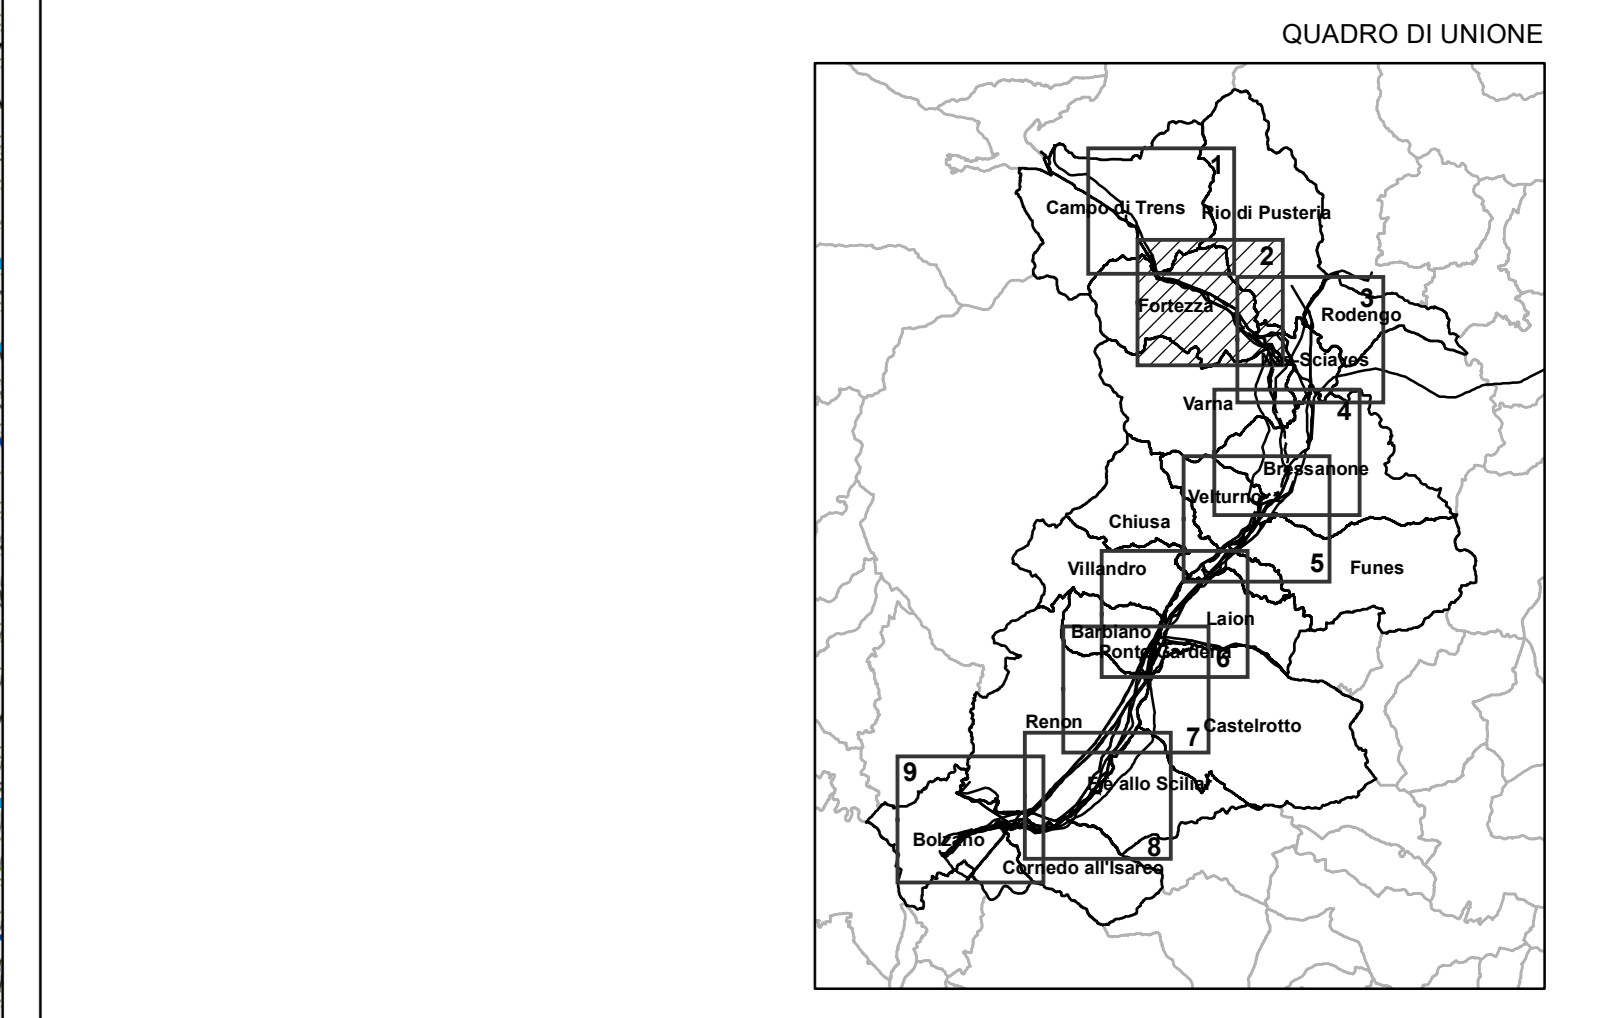 QUADRO DI UNIONE
1
Campo di Trens
Rio di Pusteria
2
3
Fortezza
Rodengo
Naz-Sciaves
Varna
4
Bressanone
Velturno
Chiusa
5
Funes
Villandro
Laion
Barbiano
Ponte Gardena
6
Renon
Castelrotto
7
9
Fiè allo Sciliar
Bolzano
8
Cornedo all'Isarco